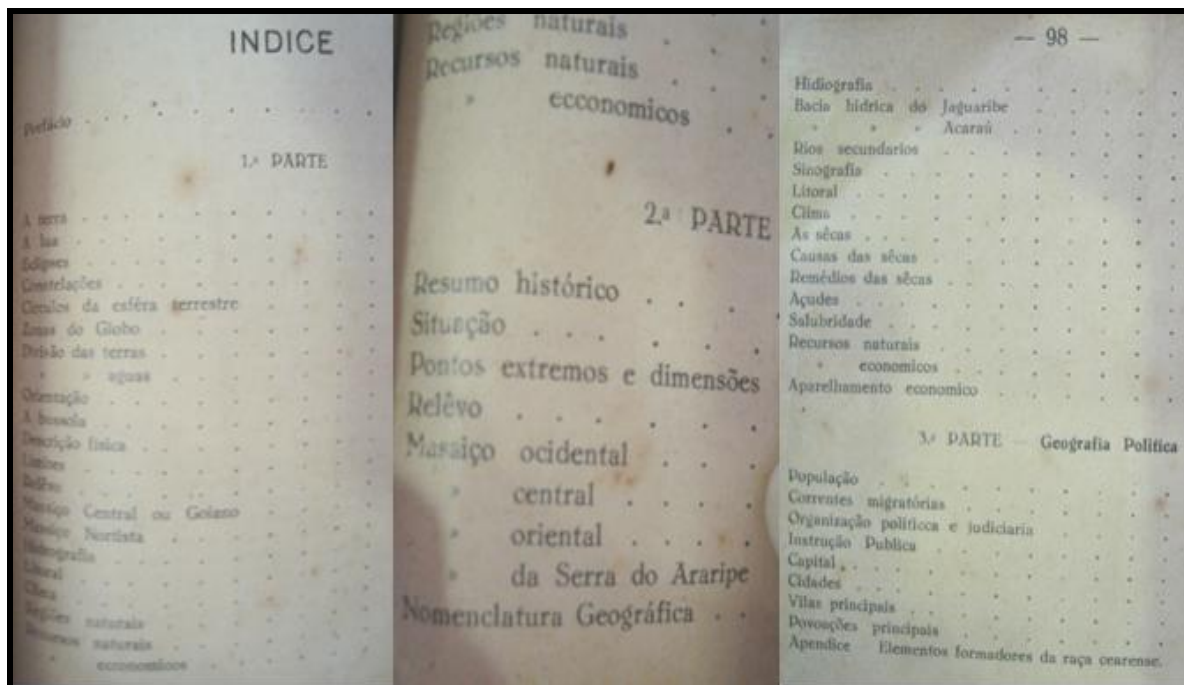 INDICE
Prefácio
1.ª PARTE
A terra
A lua
Eclipses
Constelações
Circulos da esféra terrestre
Zonas do Globo
Divisão das terras
» » aguas
Orientação
A bussola
Descrição fisica
Limites
Relêvo
Massiço Central ou Goiano
Massiço Nortista
Hidrografia
Litoral
Clima
Regiões naturais
Recursos naturais
» ecconomicos
Regiões naturais
Recursos naturais
» ecconomicos
2.ª PARTE
Resumo histórico
Situação
Pontos extremos e dimensões
Relêvo
Massiço ocidental
» central
» oriental
» da Serra do Araripe
Nomenclatura Geográfica
— 98 —
Hidiografia
Bacia hidrica do Jaguaribe
» » » Acaraú
Rios secundarios
Sinografia
Litoral
Clima
As sêcas
Causas das sêcas
Remédios das sêcas
Açudes
Salubridade
Recursos naturais
» economicos
Aparelhamento economico
3.ª PARTE — Geografia Politica
População
Correntes migratórias
Organização politicca e judiciaria
Instrução Publica
Capital
Cidades
Vilas principais
Povoações principais
Apendice Elementos formadores da raça cearense.